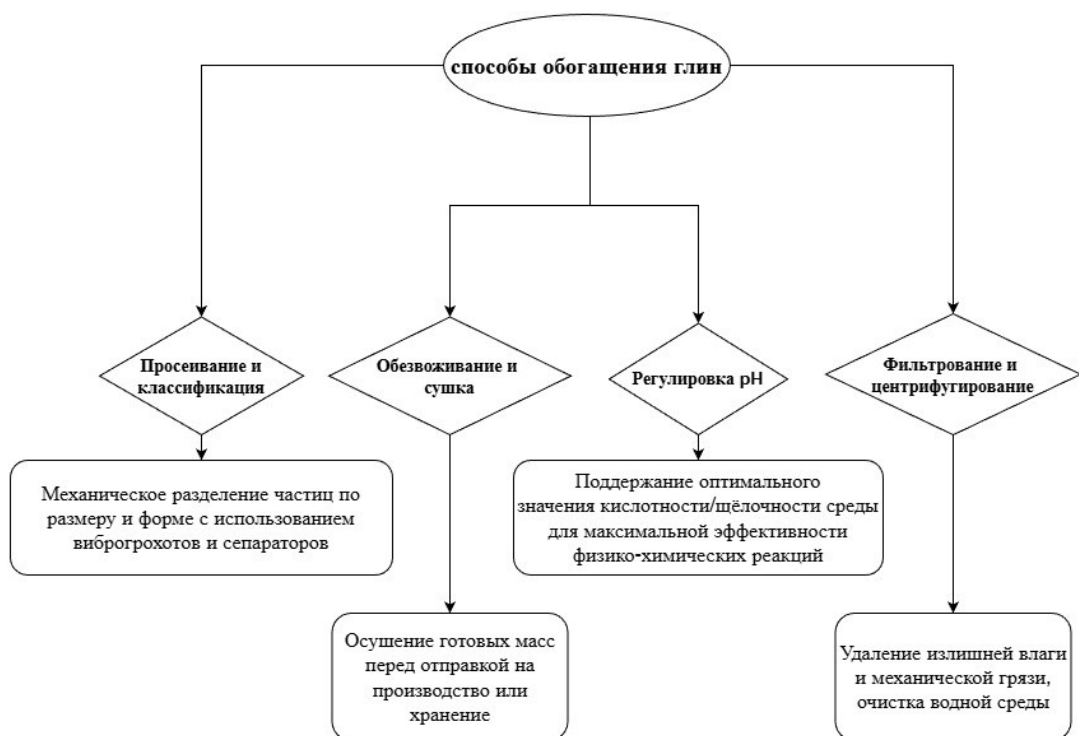 способы обогащения глин
Просеивание и
классификация
Обезвоживание и
сушка
Регулировка pH
Фильтрование и
центрифугирование
Механическое разделение частиц по
размеру и форме с использованием
виброгрохотов и сепараторов
Поддержание оптимального
значения кислотности/щёлочности среды
для максимальной эффективности
физико-химических реакций
Осушение готовых масс
перед отправкой на
производство или
хранение
Удаление излишней влаги
и механической грязи,
очистка водной среды